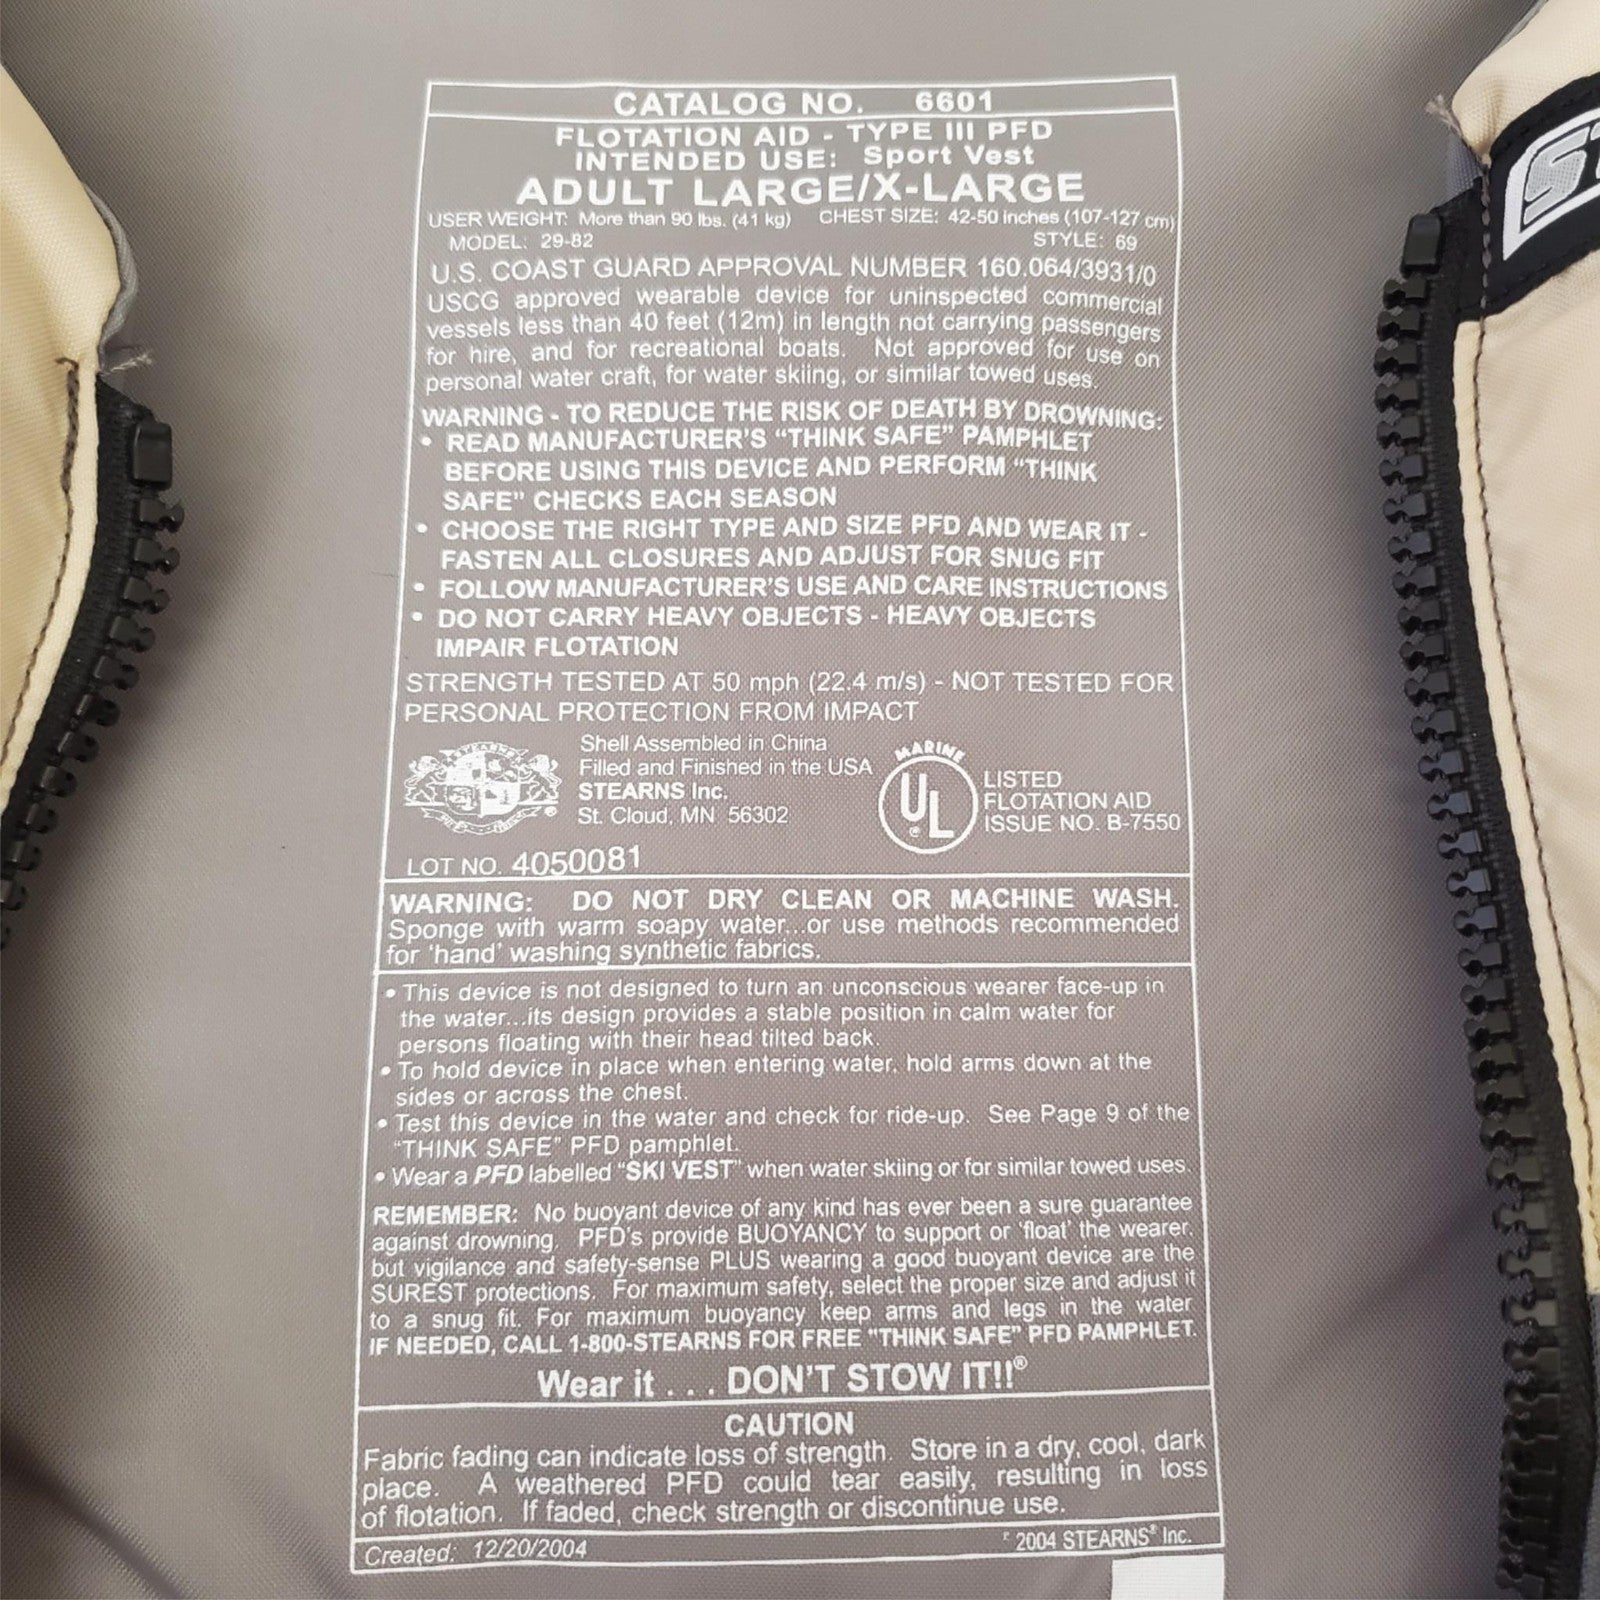 CATALOG NO. 6601
FLOTATION AID - TYPE III PFD
INTENDED USE: Sport Vest
ADULT LARGE/X-LARGE
USER WEIGHT: More than 90 lbs. (41 kg) CHEST SIZE: 42-50 inches (107-127 cm)
MODEL: 29-82 STYLE: 69
U.S. COAST GUARD APPROVAL NUMBER 160.064/3931/0
USCG approved wearable device for uninspected commercial
vessels less than 40 feet (12m) in length not carrying passengers
for hire, and for recreational boats. Not approved for use on
personal water craft, for water skiing, or similar towed uses.
WARNING - TO REDUCE THE RISK OF DEATH BY DROWNING:
• READ MANUFACTURER'S "THINK SAFE" PAMPHLET
BEFORE USING THIS DEVICE AND PERFORM "THINK
SAFE" CHECKS EACH SEASON
• CHOOSE THE RIGHT TYPE AND SIZE PFD AND WEAR IT -
FASTEN ALL CLOSURES AND ADJUST FOR SNUG FIT
• FOLLOW MANUFACTURER'S USE AND CARE INSTRUCTIONS
• DO NOT CARRY HEAVY OBJECTS - HEAVY OBJECTS
IMPAIR FLOTATION
STRENGTH TESTED AT 50 mph (22.4 m/s) - NOT TESTED FOR
PERSONAL PROTECTION FROM IMPACT
STEARNS
Shell Assembled in China
Filled and Finished in the USA
STEARNS Inc.
St. Cloud, MN 56302
MARINE
UL ®
LISTED
FLOTATION AID
ISSUE NO. B-7550
LOT NO. 4050081
WARNING: DO NOT DRY CLEAN OR MACHINE WASH.
Sponge with warm soapy water...or use methods recommended
for 'hand' washing synthetic fabrics.
• This device is not designed to turn an unconscious wearer face-up in
the water...its design provides a stable position in calm water for
persons floating with their head tilted back.
• To hold device in place when entering water, hold arms down at the
sides or across the chest.
• Test this device in the water and check for ride-up. See Page 9 of the
"THINK SAFE" PFD pamphlet.
• Wear a PFD labelled "SKI VEST" when water skiing or for similar towed uses.
REMEMBER: No buoyant device of any kind has ever been a sure guarantee
against drowning. PFD's provide BUOYANCY to support or 'float' the wearer,
but vigilance and safety-sense PLUS wearing a good buoyant device are the
SUREST protections. For maximum safety, select the proper size and adjust it
to a snug fit. For maximum buoyancy keep arms and legs in the water
IF NEEDED, CALL 1-800-STEARNS FOR FREE "THINK SAFE" PFD PAMPHLET.
Wear it . . . DON'T STOW IT!!®
CAUTION
Fabric fading can indicate loss of strength. Store in a dry, cool, dark
place. A weathered PFD could tear easily, resulting in loss
of flotation. If faded, check strength or discontinue use.
Created: 12/20/2004 2004 STEARNS® Inc.